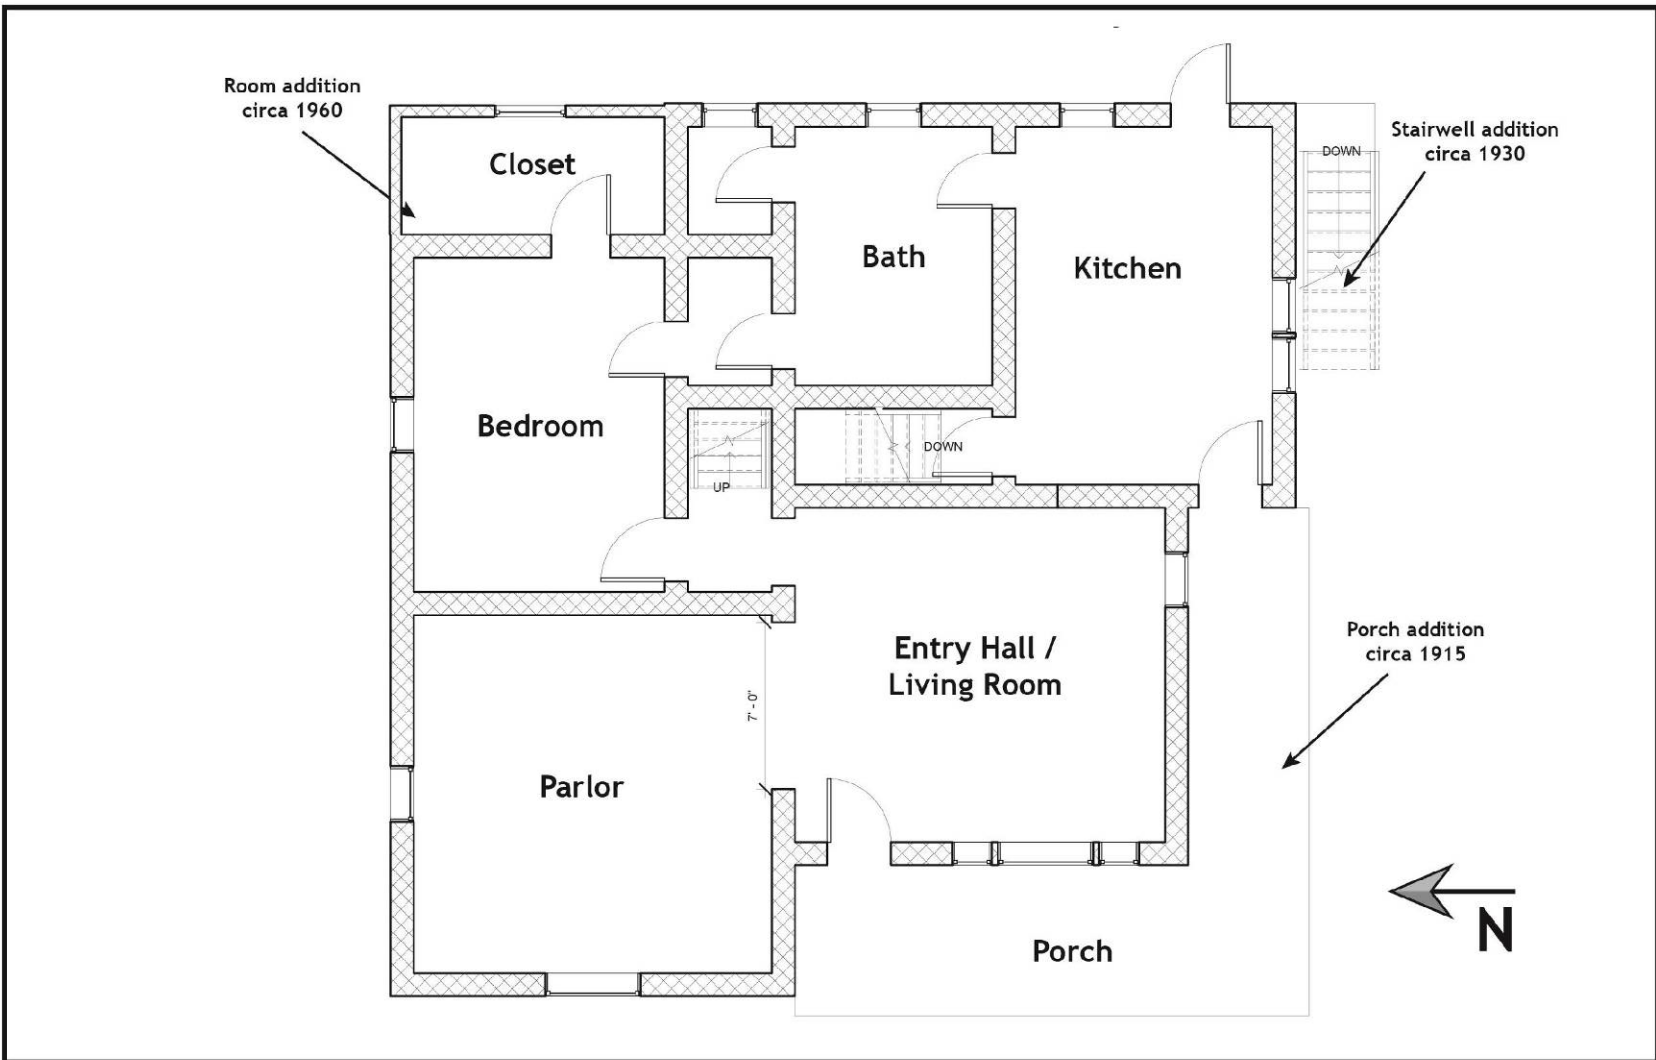 Room addition
circa 1960
Closet
Stairwell addition
circa 1930
DOWN
Bath
Kitchen
Bedroom
DOWN
UP
Entry Hall /
Living Room
Porch addition
circa 1915
7' - 0"
Parlor
Porch
N